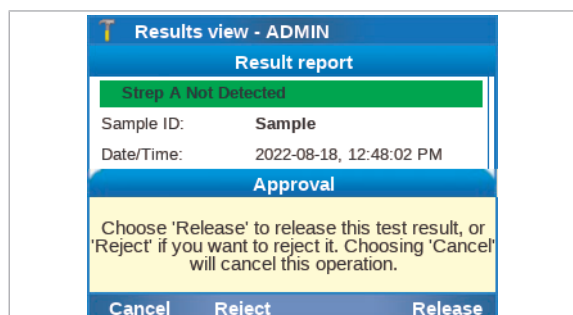 Results view - ADMIN
Result report
Strep A Not Detected
Sample ID: Sample
Date/Time: 2022-08-18, 12:48:02 PM
Approval
Choose 'Release' to release this test result, or
'Reject' if you want to reject it. Choosing 'Cancel'
will cancel this operation.
Cancel Reject Release